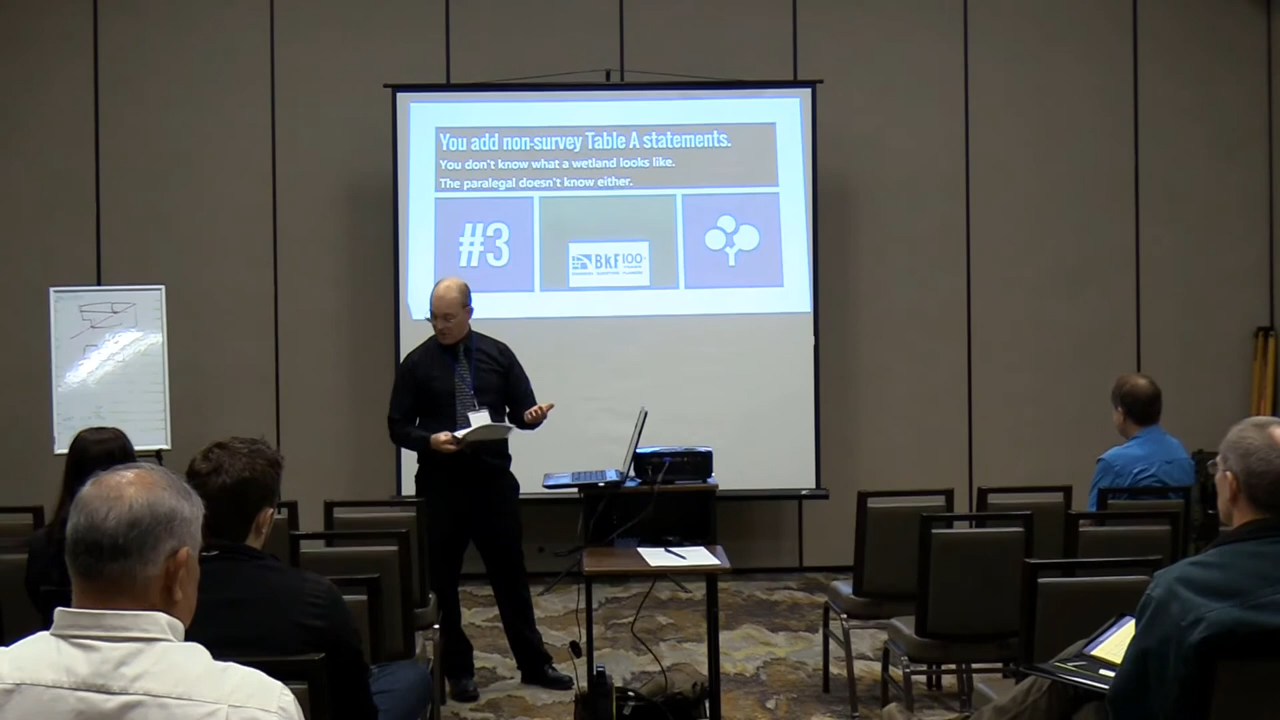 You add non-survey Table A statements.
You don't know what a wetland looks like.
The paralegal doesn't know either.
#3
BKF 100+